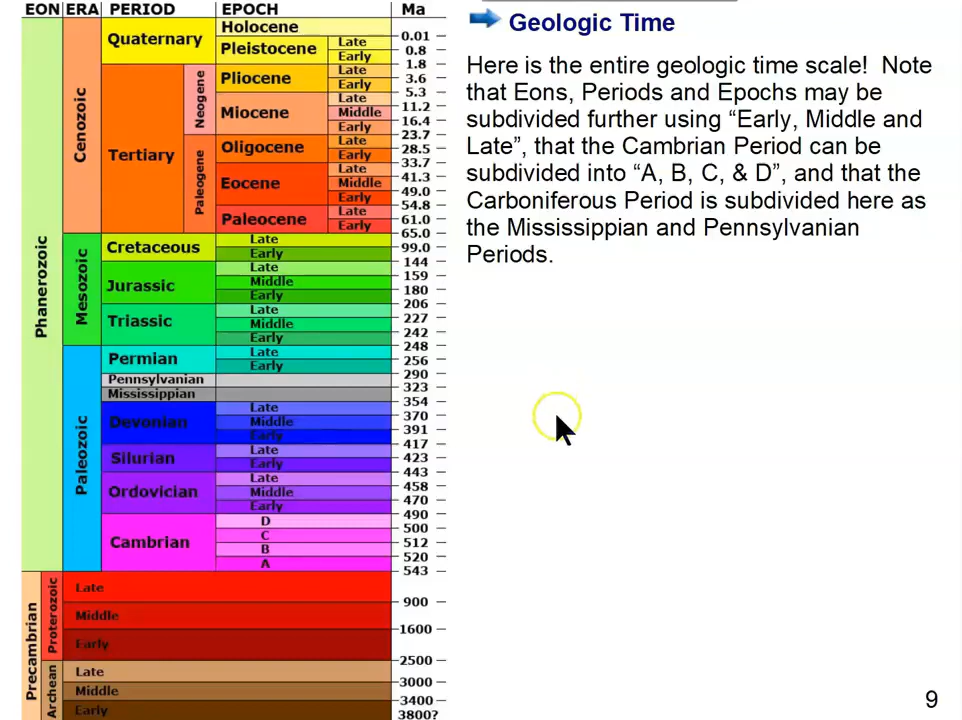 EON ERA PERIOD EPOCH Ma
Phanerozoic
Cenozoic
Quaternary
Holocene
0.01
Pleistocene
Late
0.8
Early
1.8
Tertiary
Neogene
Pliocene
Late
3.6
Early
5.3
Miocene
Late
11.2
Middle
16.4
Early
23.7
Paleogene
Oligocene
Late
28.5
Early
33.7
Eocene
Late
41.3
Middle
49.0
Early
54.8
Paleocene
Late
61.0
Early
65.0
Mesozoic
Cretaceous
Late
99.0
Early
144
Jurassic
Late
159
Middle
180
Early
206
Triassic
Late
227
Middle
242
Early
248
Paleozoic
Permian
Late
256
Early
290
Pennsylvanian
323
Mississippian
354
Devonian
Late
370
Middle
391
Early
417
Silurian
Late
423
Early
443
Ordovician
Late
458
Middle
470
Early
490
Cambrian
D
500
C
512
B
520
A
543
Precambrian
Proterozoic
Late
900
Middle
1600
Early
2500
Archean
Late
3000
Middle
3400
Early
3800?
Geologic Time
Here is the entire geologic time scale! Note
that Eons, Periods and Epochs may be
subdivided further using “Early, Middle and
Late”, that the Cambrian Period can be
subdivided into “A, B, C, & D”, and that the
Carboniferous Period is subdivided here as
the Mississippian and Pennsylvanian
Periods.
9